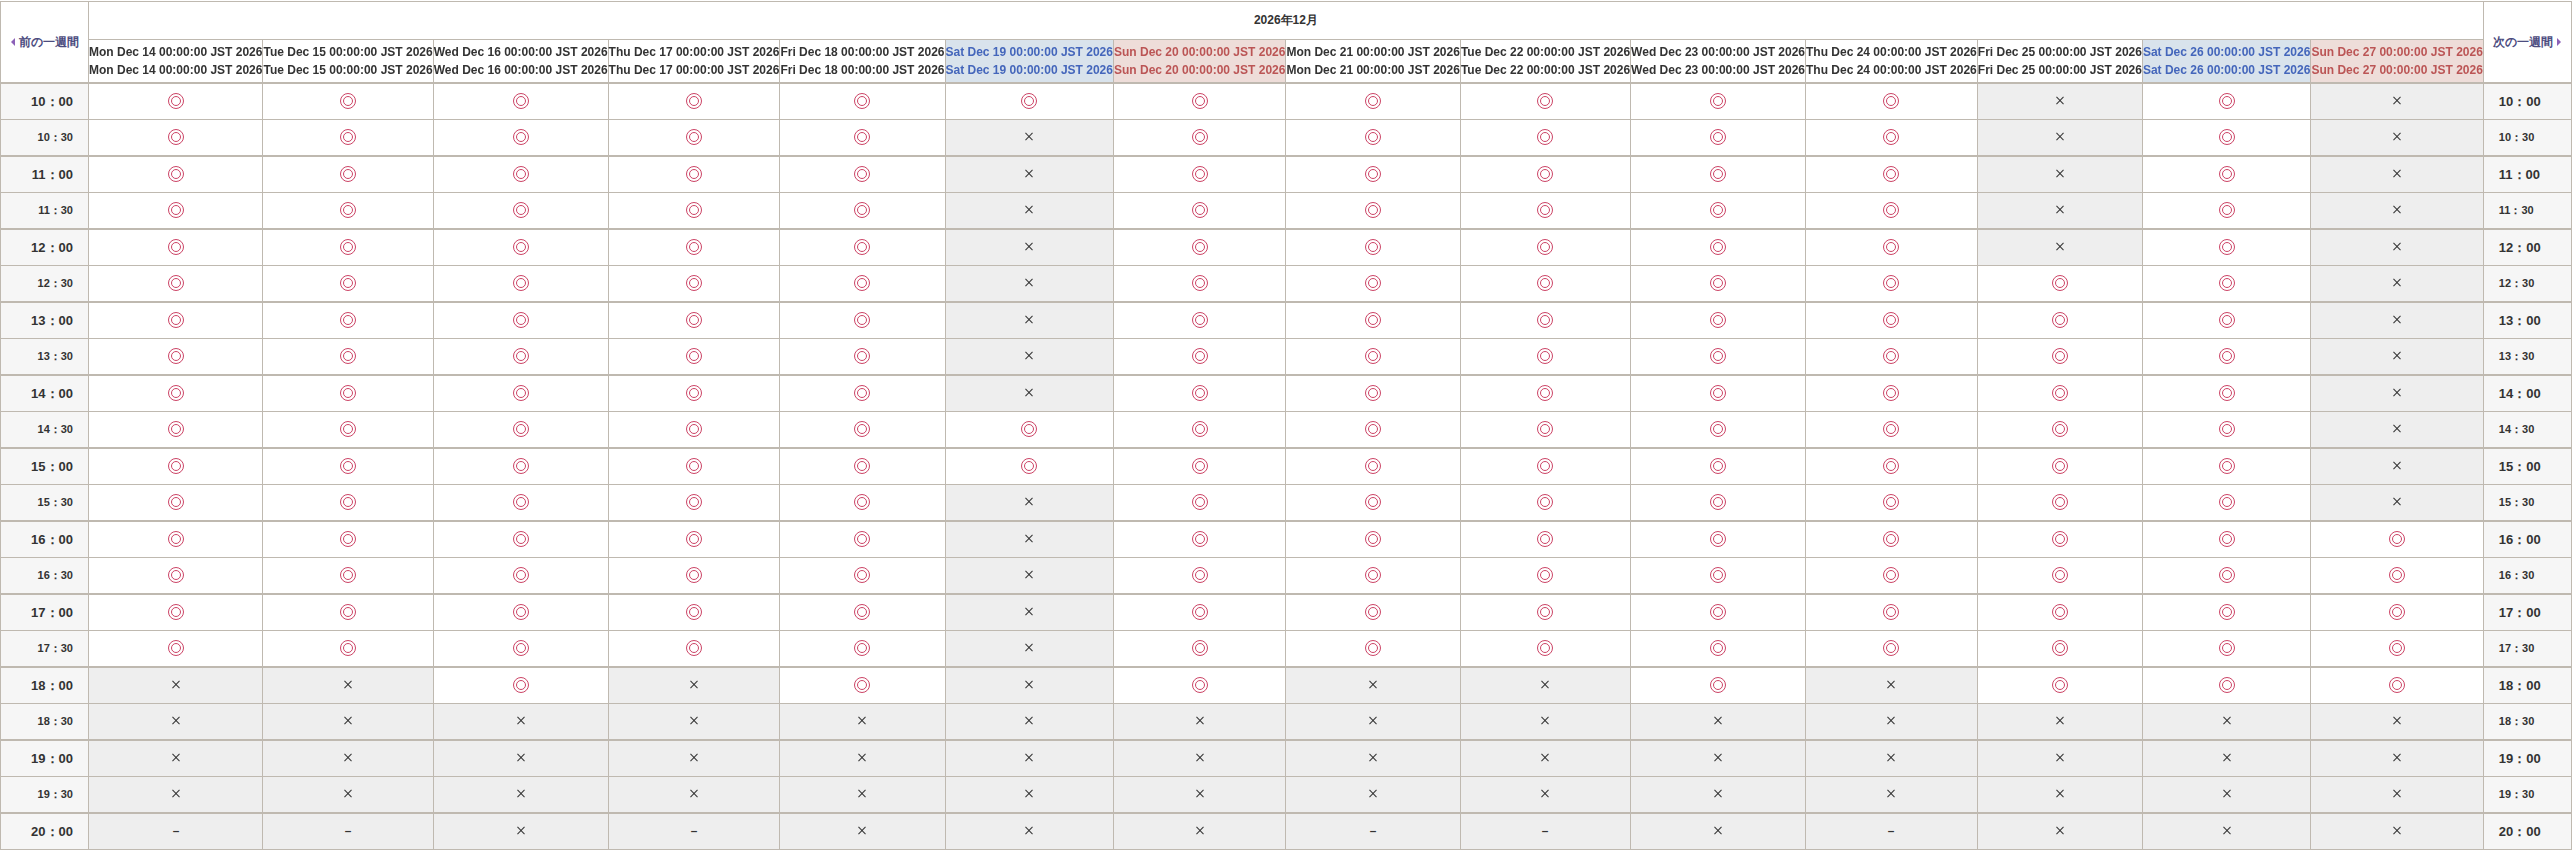 2026年12月
前の一週間 Mon Dec 14 00:00:00 JST 2026 Tue Dec 15 00:00:00 JST 2026 Wed Dec 16 00:00:00 JST 2026 Thu Dec 17 00:00:00 JST 2026 Fri Dec 18 00:00:00 JST 2026 Sat Dec 19 00:00:00 JST 2026 Sun Dec 20 00:00:00 JST 2026 Mon Dec 21 00:00:00 JST 2026 Tue Dec 22 00:00:00 JST 2026 Wed Dec 23 00:00:00 JST 2026 Thu Dec 24 00:00:00 JST 2026 Fri Dec 25 00:00:00 JST 2026 Sat Dec 26 00:00:00 JST 2026 Sun Dec 27 00:00:00 JST 2026 次の一週間
Mon Dec 14 00:00:00 JST 2026 Tue Dec 15 00:00:00 JST 2026 Wed Dec 16 00:00:00 JST 2026 Thu Dec 17 00:00:00 JST 2026 Fri Dec 18 00:00:00 JST 2026 Sat Dec 19 00:00:00 JST 2026 Sun Dec 20 00:00:00 JST 2026 Mon Dec 21 00:00:00 JST 2026 Tue Dec 22 00:00:00 JST 2026 Wed Dec 23 00:00:00 JST 2026 Thu Dec 24 00:00:00 JST 2026 Fri Dec 25 00:00:00 JST 2026 Sat Dec 26 00:00:00 JST 2026 Sun Dec 27 00:00:00 JST 2026
10：00 ◎ ◎ ◎ ◎ ◎ ◎ ◎ ◎ ◎ ◎ ◎ × ◎ × 10：00
10：30 ◎ ◎ ◎ ◎ ◎ × ◎ ◎ ◎ ◎ ◎ × ◎ × 10：30
11：00 ◎ ◎ ◎ ◎ ◎ × ◎ ◎ ◎ ◎ ◎ × ◎ × 11：00
11：30 ◎ ◎ ◎ ◎ ◎ × ◎ ◎ ◎ ◎ ◎ × ◎ × 11：30
12：00 ◎ ◎ ◎ ◎ ◎ × ◎ ◎ ◎ ◎ ◎ × ◎ × 12：00
12：30 ◎ ◎ ◎ ◎ ◎ × ◎ ◎ ◎ ◎ ◎ ◎ ◎ × 12：30
13：00 ◎ ◎ ◎ ◎ ◎ × ◎ ◎ ◎ ◎ ◎ ◎ ◎ × 13：00
13：30 ◎ ◎ ◎ ◎ ◎ × ◎ ◎ ◎ ◎ ◎ ◎ ◎ × 13：30
14：00 ◎ ◎ ◎ ◎ ◎ × ◎ ◎ ◎ ◎ ◎ ◎ ◎ × 14：00
14：30 ◎ ◎ ◎ ◎ ◎ ◎ ◎ ◎ ◎ ◎ ◎ ◎ ◎ × 14：30
15：00 ◎ ◎ ◎ ◎ ◎ ◎ ◎ ◎ ◎ ◎ ◎ ◎ ◎ × 15：00
15：30 ◎ ◎ ◎ ◎ ◎ × ◎ ◎ ◎ ◎ ◎ ◎ ◎ × 15：30
16：00 ◎ ◎ ◎ ◎ ◎ × ◎ ◎ ◎ ◎ ◎ ◎ ◎ ◎ 16：00
16：30 ◎ ◎ ◎ ◎ ◎ × ◎ ◎ ◎ ◎ ◎ ◎ ◎ ◎ 16：30
17：00 ◎ ◎ ◎ ◎ ◎ × ◎ ◎ ◎ ◎ ◎ ◎ ◎ ◎ 17：00
17：30 ◎ ◎ ◎ ◎ ◎ × ◎ ◎ ◎ ◎ ◎ ◎ ◎ ◎ 17：30
18：00 × × ◎ × ◎ × ◎ × × ◎ × ◎ ◎ ◎ 18：00
18：30 × × × × × × × × × × × × × × 18：30
19：00 × × × × × × × × × × × × × × 19：00
19：30 × × × × × × × × × × × × × × 19：30
20：00 － － × － × × × － － × － × × × 20：00